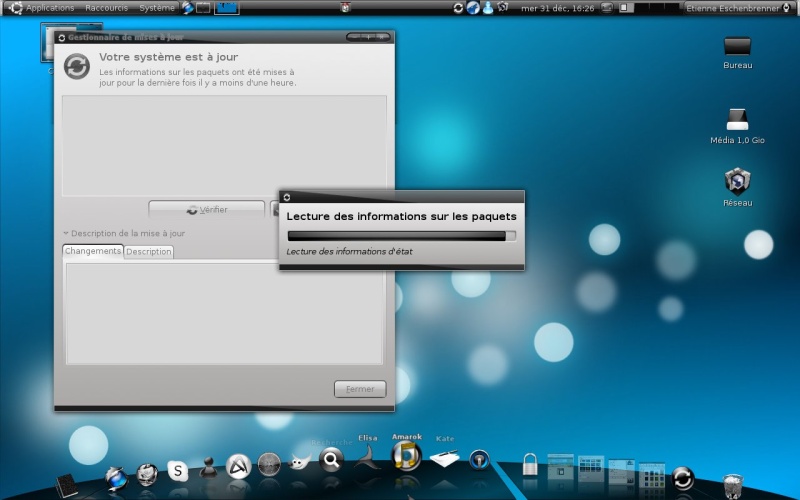 Applications Raccourcis Système
mer 31 déc, 16:26
Etienne Eschenbrenner
Gestionnaire de mises à jour
Votre système est à jour
Les informations sur les paquets ont été mises à
jour pour la dernière fois il y a moins d'une heure.
Vérifier
Description de la mise à jour
Changements Description
Fermer
Lecture des informations sur les paquets
Lecture des informations d'état
Bureau
Média 1,0 Gio
Réseau
Elisa Amarok Kate
S